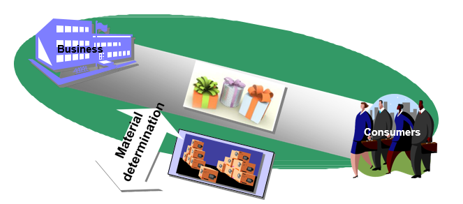 Business
Consumers
Material
determination